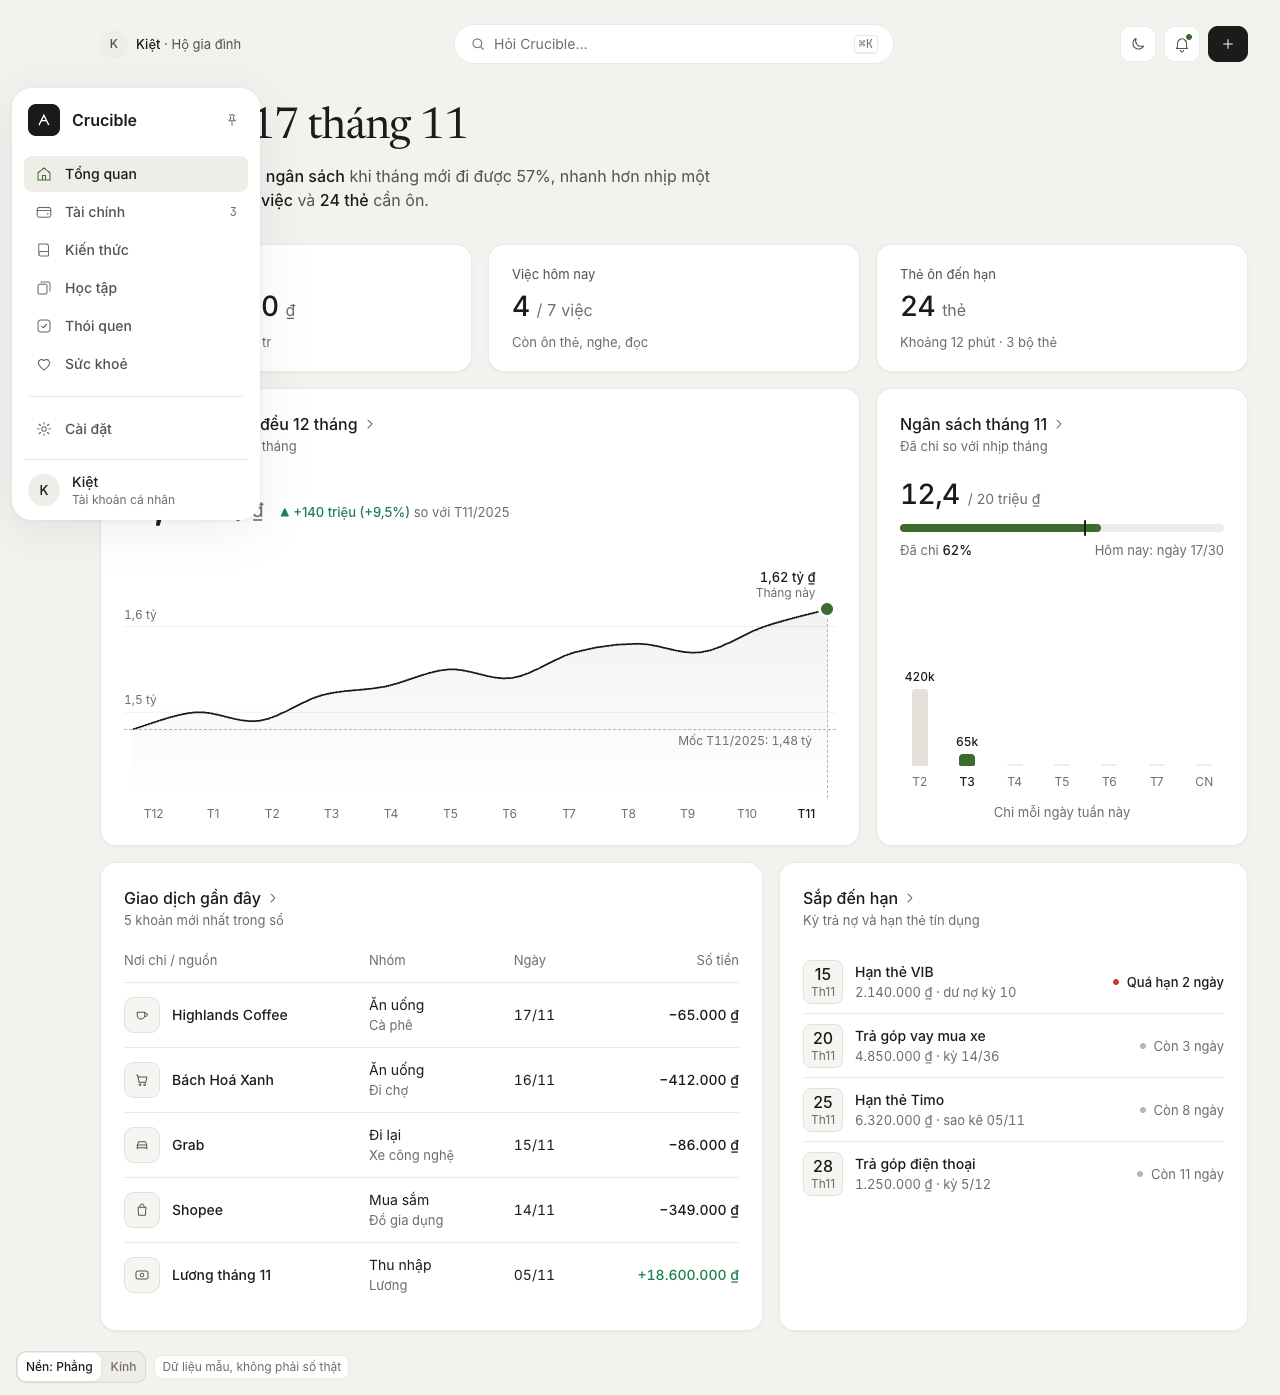 K Kiệt · Hộ gia đình
Hỏi Crucible... ⌘K
Crucible
Tổng quan
Tài chính 3
Kiến thức
Học tập
Thói quen
Sức khoẻ
Cài đặt
K Kiệt
Tài khoản cá nhân
17 tháng 11
ngân sách khi tháng mới đi được 57%, nhanh hơn nhịp một
việc và 24 thẻ cần ôn.
0 ₫
tr
Việc hôm nay
4 / 7 việc
Còn ôn thẻ, nghe, đọc
Thẻ ôn đến hạn
24 thẻ
Khoảng 12 phút · 3 bộ thẻ
đều 12 tháng
tháng
₫ ▲ +140 triệu (+9,5%) so với T11/2025
1,62 tỷ ₫
Tháng này
1,6 tỷ
1,5 tỷ
Mốc T11/2025: 1,48 tỷ
T12 T1 T2 T3 T4 T5 T6 T7 T8 T9 T10 T11
Ngân sách tháng 11
Đã chi so với nhịp tháng
12,4 / 20 triệu ₫
Đã chi 62% Hôm nay: ngày 17/30
420k
65k
T2 T3 T4 T5 T6 T7 CN
Chi mỗi ngày tuần này
Giao dịch gần đây
5 khoản mới nhất trong sổ
Nơi chi / nguồn Nhóm Ngày Số tiền
Highlands Coffee Ăn uống 17/11 −65.000 ₫
Cà phê
Bách Hoá Xanh Ăn uống 16/11 −412.000 ₫
Đi chợ
Grab Đi lại 15/11 −86.000 ₫
Xe công nghệ
Shopee Mua sắm 14/11 −349.000 ₫
Đồ gia dụng
Lương tháng 11 Thu nhập 05/11 +18.600.000 ₫
Lương
Sắp đến hạn
Kỳ trả nợ và hạn thẻ tín dụng
15 Th11 Hạn thẻ VIB Quá hạn 2 ngày
2.140.000 ₫ · dư nợ kỳ 10
20 Th11 Trả góp vay mua xe Còn 3 ngày
4.850.000 ₫ · kỳ 14/36
25 Th11 Hạn thẻ Timo Còn 8 ngày
6.320.000 ₫ · sao kê 05/11
28 Th11 Trả góp điện thoại Còn 11 ngày
1.250.000 ₫ · kỳ 5/12
Nền: Phẳng Kính Dữ liệu mẫu, không phải số thật